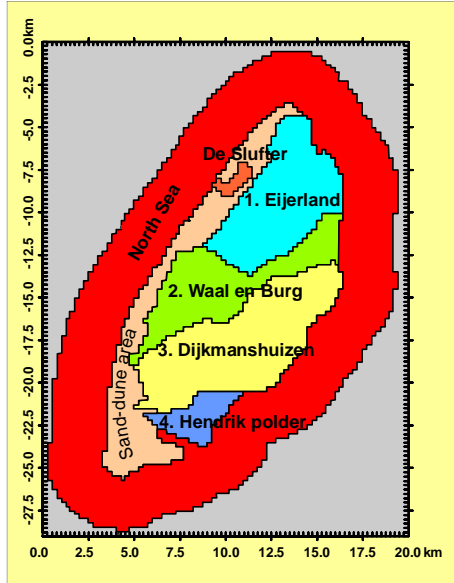 0.0km
-2.5
-5.0
-7.5
-10.0
-12.5
-15.0
-17.5
-20.0
-22.5
-25.0
-27.5
De Slufter
1. Eijerland
North Sea
2. Waal en Burg
3. Dijkmanshuizen
Sand-dune area
4. Hendrik polder
0.0
2.5
5.0
7.5
10.0
12.5
15.0
17.5
20.0 km